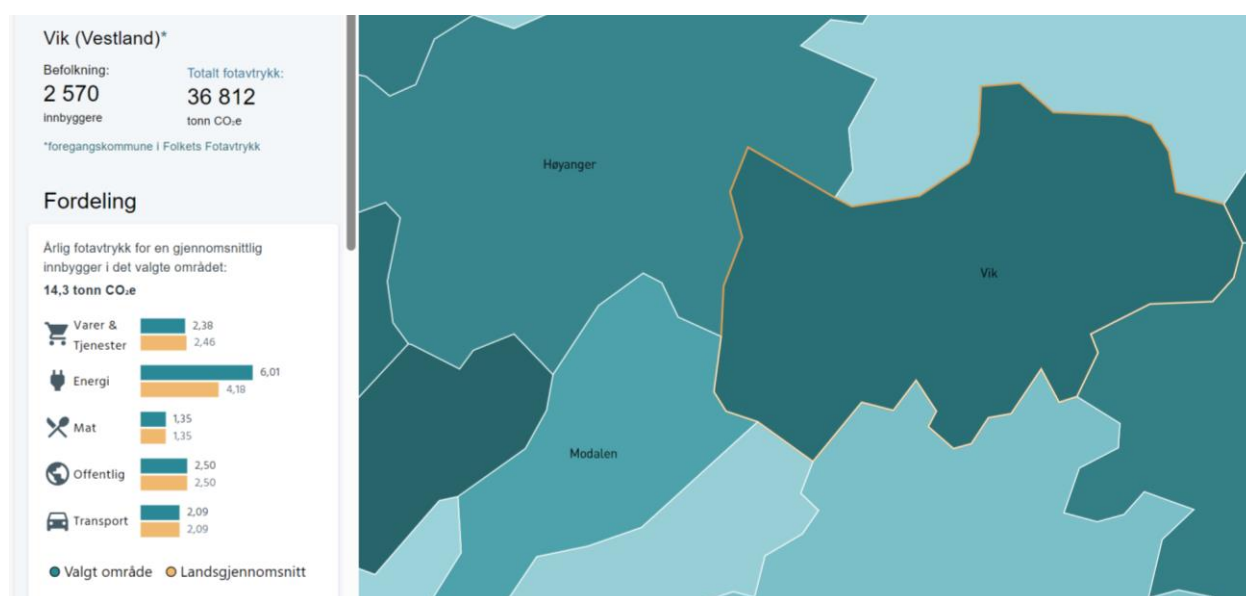 Vik (Vestland)*
Befolkning:
2 570
innbyggere
Totalt fotavtrykk:
36 812
tonn CO₂e
*foregangskommune i Folkets Fotavtrykk
Fordeling
Årlig fotavtrykk for en gjennomsnittlig
innbygger i det valgte området:
14,3 tonn CO₂e
Varer &
Tjenester
2,38
2,46
Energi
6,01
4,18
Mat
1,35
1,35
Offentlig
2,50
2,50
Transport
2,09
2,09
Valgt område
Landsgjennomsnitt
Høyanger
Vik
Modalen